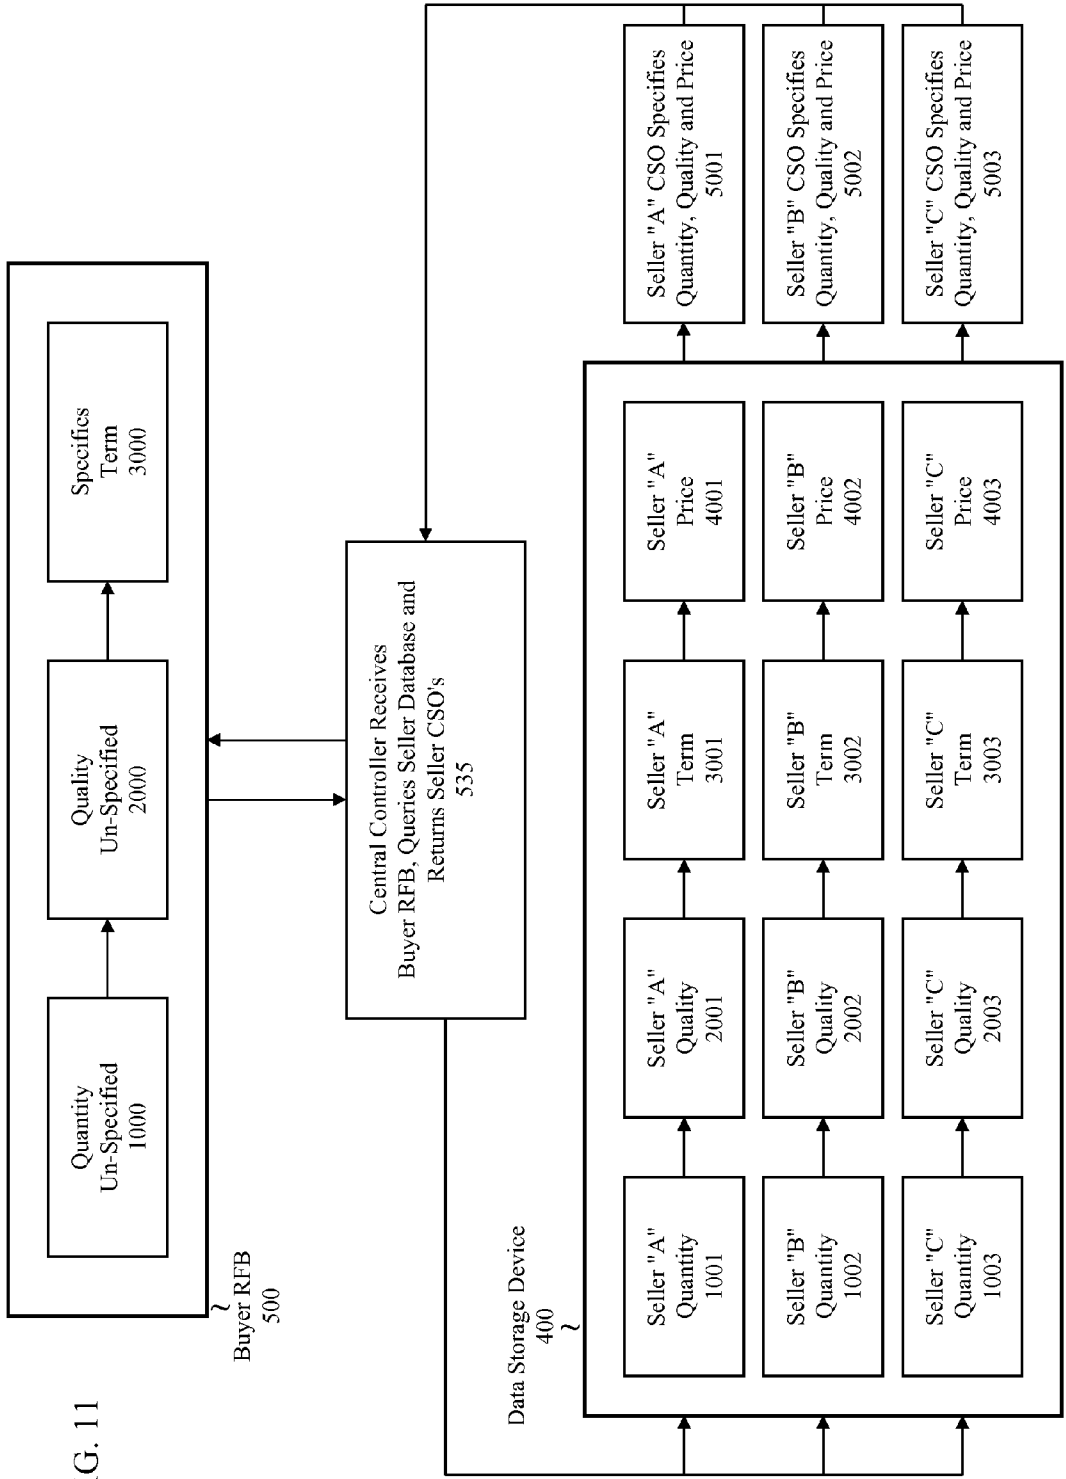 G. 11
Buyer RFB
500
Quantity
Un-Specified
1000
Quality
Un-Specified
2000
Specifics
Term
3000
Central Controller Receives
Buyer RFB, Queries Seller Database and
Returns Seller CSO's
535
Data Storage Device
400
Seller "A"
Quantity
1001
Seller "A"
Quality
2001
Seller "A"
Term
3001
Seller "A"
Price
4001
Seller "A" CSO Specifies
Quantity, Quality and Price
5001
Seller "B"
Quantity
1002
Seller "B"
Quality
2002
Seller "B"
Term
3002
Seller "B"
Price
4002
Seller "B" CSO Specifies
Quantity, Quality and Price
5002
Seller "C"
Quantity
1003
Seller "C"
Quality
2003
Seller "C"
Term
3003
Seller "C"
Price
4003
Seller "C" CSO Specifies
Quantity, Quality and Price
5003